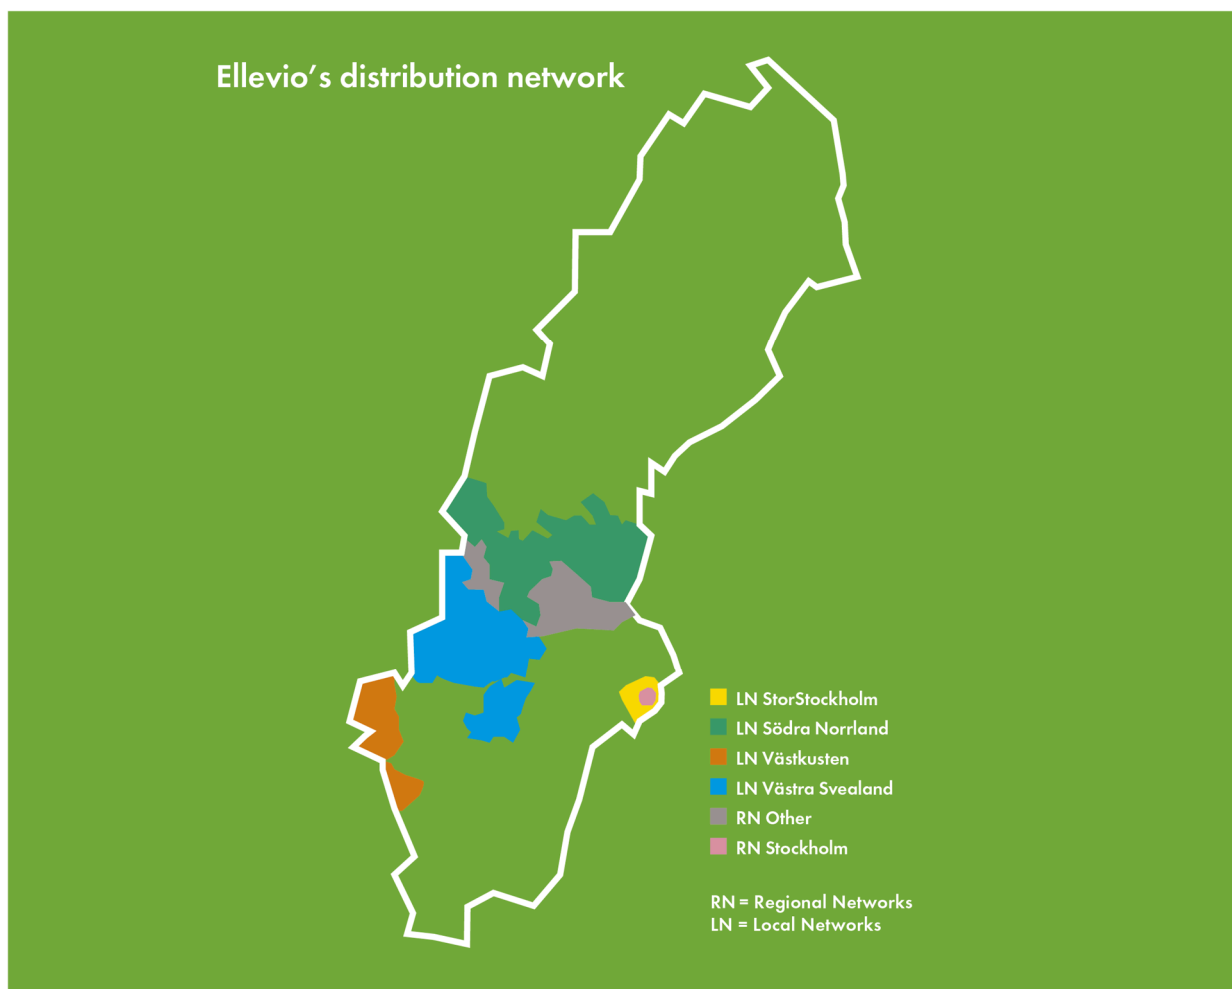 Ellevio’s distribution network
LN StorStockholm
LN Södra Norrland
LN Västkusten
LN Västra Svealand
RN Other
RN Stockholm
RN = Regional Networks
LN = Local Networks